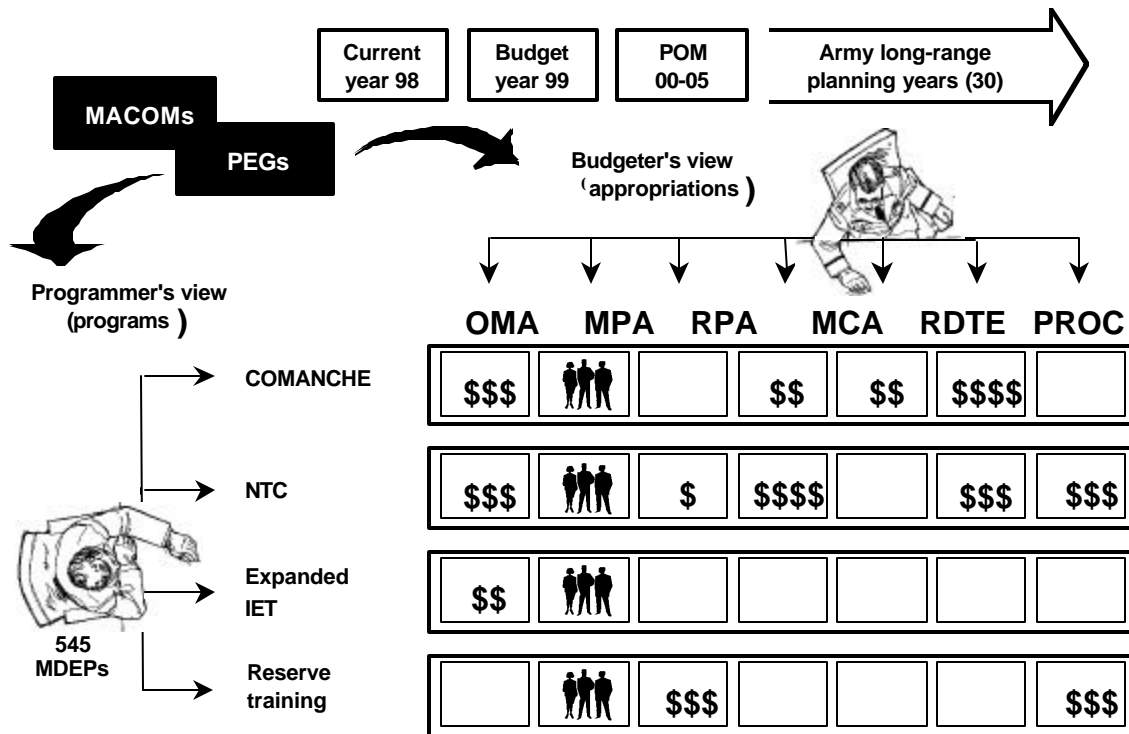 Current
year 98
Budget
year 99
POM
00-05
Army long-range
planning years (30)
MACOMs
PEGs
Budgeter's view
(appropriations )
Programmer's view
(programs )
OMA MPA RPA MCA RDTE PROC
COMANCHE
$$$ $$ $$ $$$$
NTC
$$$ $ $$$$ $$$ $$$
Expanded
IET
$$
545
MDEPs
Reserve
training
$$$ $$$